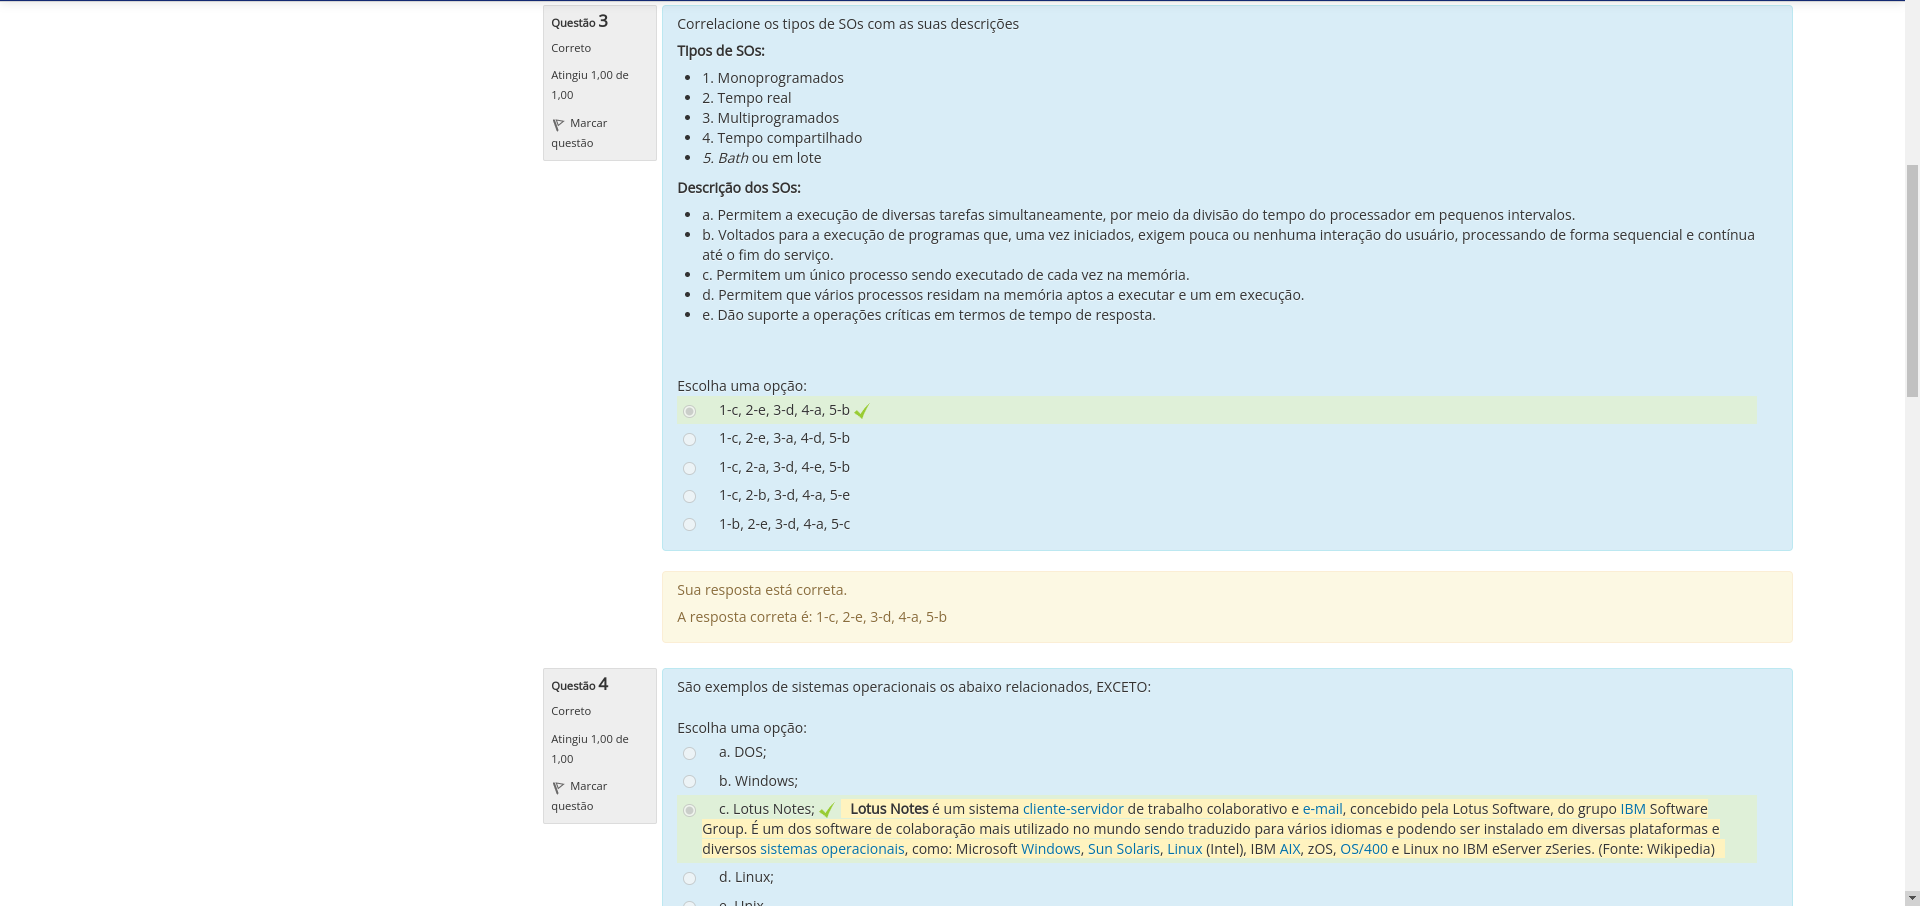 Questão 3
Correto
Atingiu 1,00 de
1,00
Marcar
questão
Correlacione os tipos de SOs com as suas descrições
TIpos de SOs:
1. Monoprogramados
2. Tempo real
3. Multiprogramados
4. Tempo compartilhado
5. Bath ou em lote
Descrição dos SOs:
a. Permitem a execução de diversas tarefas simultaneamente, por meio da divisão do tempo do processador em pequenos intervalos.
b. Voltados para a execução de programas que, uma vez iniciados, exigem pouca ou nenhuma interação do usuário, processando de forma sequencial e contínua
até o fim do serviço.
c. Permitem um único processo sendo executado de cada vez na memória.
d. Permitem que vários processos residam na memória aptos a executar e um em execução.
e. Dão suporte a operações críticas em termos de tempo de resposta.
Escolha uma opção:
1-c, 2-e, 3-d, 4-a, 5-b
1-c, 2-e, 3-a, 4-d, 5-b
1-c, 2-a, 3-d, 4-e, 5-b
1-c, 2-b, 3-d, 4-a, 5-e
1-b, 2-e, 3-d, 4-a, 5-c
Sua resposta está correta.
A resposta correta é: 1-c, 2-e, 3-d, 4-a, 5-b
Questão 4
Correto
Atingiu 1,00 de
1,00
Marcar
questão
São exemplos de sistemas operacionais os abaixo relacionados, EXCETO:
Escolha uma opção:
a. DOS;
b. Windows;
c. Lotus Notes; Lotus Notes é um sistema cliente-servidor de trabalho colaborativo e e-mail, concebido pela Lotus Software, do grupo IBM Software
Group. É um dos software de colaboração mais utilizado no mundo sendo traduzido para vários idiomas e podendo ser instalado em diversas plataformas e
diversos sistemas operacionais, como: Microsoft Windows, Sun Solaris, Linux (Intel), IBM AIX, zOS, OS/400 e Linux no IBM eServer zSeries. (Fonte: Wikipedia)
d. Linux;
e. Unix